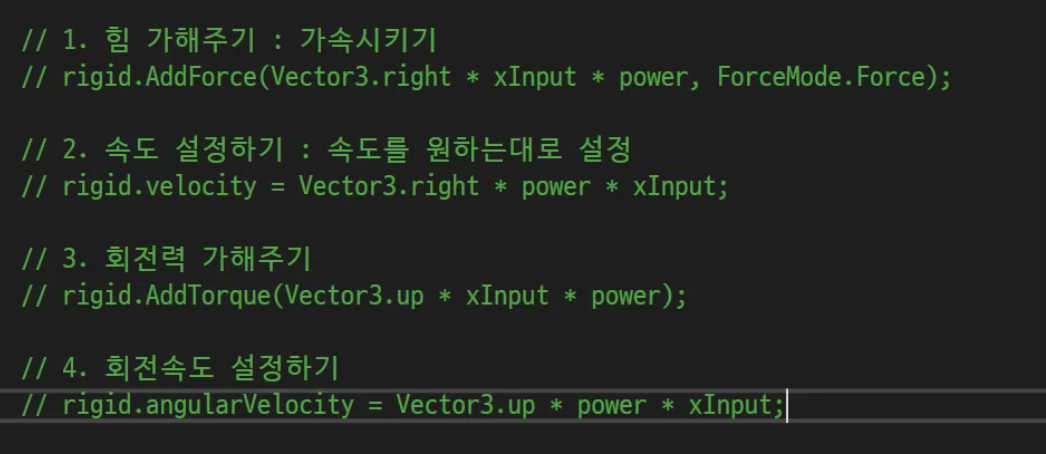 // 1. 힘 가해주기 : 가속시키기
// rigid.AddForce(Vector3.right * xInput * power, ForceMode.Force);
// 2. 속도 설정하기 : 속도를 원하는대로 설정
// rigid.velocity = Vector3.right * power * xInput;
// 3. 회전력 가해주기
// rigid.AddTorque(Vector3.up * xInput * power);
// 4. 회전속도 설정하기
// rigid.angularVelocity = Vector3.up * power * xInput;